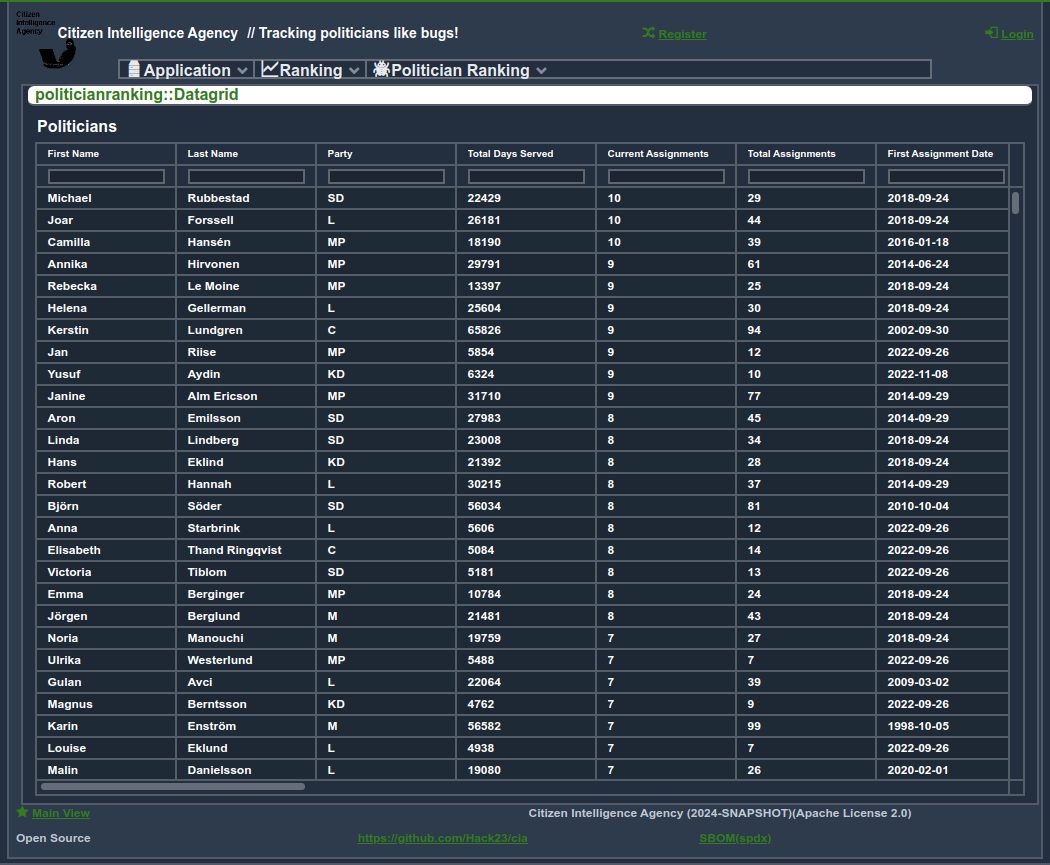 Citizen
Intelligence
Agency
Citizen Intelligence Agency // Tracking politicians like bugs!
Register
Login
Application Ranking Politician Ranking
politicianranking::Datagrid
Politicians
First Name Last Name Party Total Days Served Current Assignments Total Assignments First Assignment Date
Michael Rubbestad SD 22429 10 29 2018-09-24
Joar Forssell L 26181 10 44 2018-09-24
Camilla Hansén MP 18190 10 39 2016-01-18
Annika Hirvonen MP 29791 9 61 2014-06-24
Rebecka Le Moine MP 13397 9 25 2018-09-24
Helena Gellerman L 25604 9 30 2018-09-24
Kerstin Lundgren C 65826 9 94 2002-09-30
Jan Riise MP 5854 9 12 2022-09-26
Yusuf Aydin KD 6324 9 10 2022-11-08
Janine Alm Ericson MP 31710 9 77 2014-09-29
Aron Emilsson SD 27983 8 45 2014-09-29
Linda Lindberg SD 23008 8 34 2018-09-24
Hans Eklind KD 21392 8 28 2018-09-24
Robert Hannah L 30215 8 37 2014-09-29
Björn Söder SD 56034 8 81 2010-10-04
Anna Starbrink L 5606 8 12 2022-09-26
Elisabeth Thand Ringqvist C 5084 8 14 2022-09-26
Victoria Tiblom SD 5181 8 13 2022-09-26
Emma Berginger MP 10784 8 24 2018-09-24
Jörgen Berglund M 21481 8 43 2018-09-24
Noria Manouchi M 19759 7 27 2018-09-24
Ulrika Westerlund MP 5488 7 7 2022-09-26
Gulan Avci L 22064 7 39 2009-03-02
Magnus Berntsson KD 4762 7 9 2022-09-26
Karin Enström M 56582 7 99 1998-10-05
Louise Eklund L 4938 7 7 2022-09-26
Malin Danielsson L 19080 7 26 2020-02-01
Main View
Citizen Intelligence Agency (2024-SNAPSHOT)(Apache License 2.0)
Open Source https://github.com/Hack23/cia SBOM(spdx)